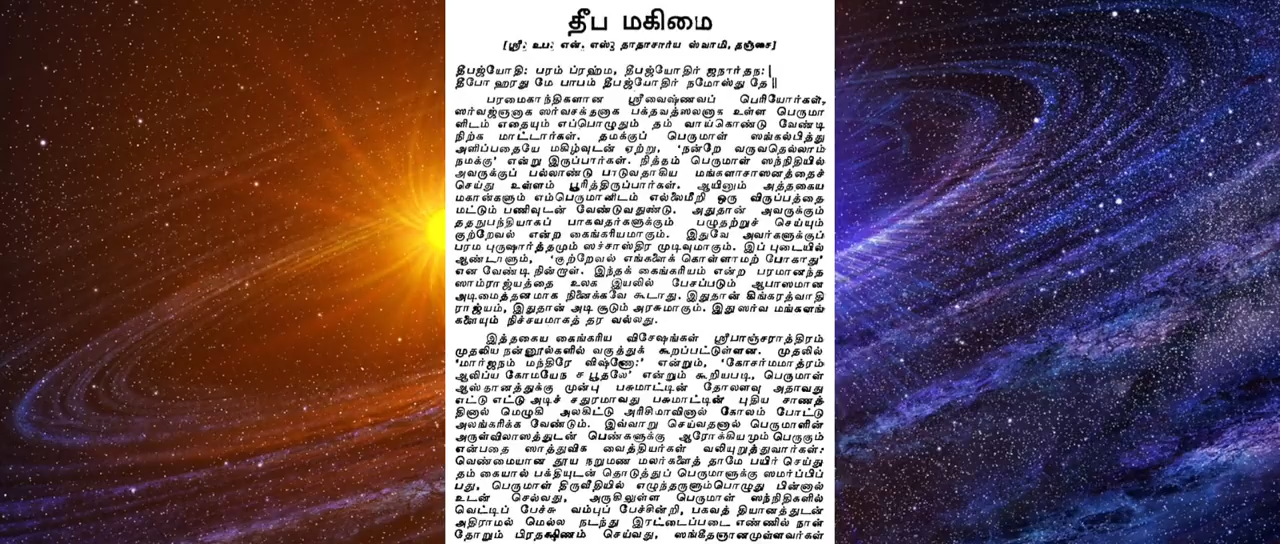 தீப மகிமை
[ஸ்ரீ: உப: என். எஸ்: தாதாசார்ய ஸ்வாமி, தஞ்சை]
தீபஜ்யோதி: பரம் ப்ரஹ்ம, தீபஜ்யோதிர் ஜநார்தந:|
தீபோ ஹரது மே பாபம் தீபஜ்யோதிர் நமோஸ்து தே ||
பரமைகாந்திகளான ஸ்ரீவைஷ்ணவப் பெரியோர்கள்,
ஸர்வஜ்ஞனாக ஸர்வசக்தனாக பக்தவத்ஸலனாக உள்ள பெருமா
ளிடம் எதையும் எப்பொழுதும் தம் வாய்கொண்டு வேண்டி
நிற்க மாட்டார்கள். தமக்குப் பெருமாள் ஸங்கல்பித்து
அளிப்பதையே மகிழ்வுடன் ஏற்று, 'நன்றே வருவதெல்லாம்
நமக்கு' என்று இருப்பார்கள். நித்தம் பெருமாள் ஸந்நிதியில்
அவருக்குப் பல்லாண்டு பாடுவதாகிய மங்களாசாஸனத்தைச்
செய்து உள்ளம் பூரித்திருப்பார்கள். ஆயினும் அத்தகைய
மகான்களும் எம்பெருமானிடம் எல்லைமீறி ஒரு விருப்பத்தை
மட்டும் பணிவுடன் வேண்டுவதுண்டு. அதுதான் அவருக்கும்
ததநுபந்தியாகப் பாகவதர்களுக்கும் பழுதற்றுச் செய்யும்
குற்றேவல் என்ற கைங்கரியமாகும். இதுவே அவர்களுக்குப்
பரம புருஷார்த்தமும் ஸச்சாஸ்திர முடிவுமாகும். இப் புடையில்
ஆண்டாளும், 'குற்றேவல் எங்களைக் கொள்ளாமற் போகாது'
என வேண்டி நின்றாள். இந்தக் கைங்கரியம் என்ற பரமானந்த
ஸாம்ராஜ்யத்தை உலக இயலில் பேசப்படும் ஆபாஸமான
அடிமைத்தனமாக நினைக்கவே கூடாது. இதுதான் கிங்கரத்வாதி
ராஜ்யம், இதுதான் அடி சூடும் அரசுமாகும். இது ஸர்வ மங்களங்
களையும் நிச்சயமாகத் தர வல்லது.
இத்தகைய கைங்கரிய விசேஷங்கள் ஸ்ரீபாஞ்சராத்திரம்
முதலிய நன்னூல்களில் வகுத்துக் கூறப்பட்டுள்ளன. முதலில்
'மார்ஜநம் மந்திரே விஷ்ணோ:' என்றும், 'கோசர்மமாத்ரம்
ஆலிப்ய கோமயேந ச பூதலே' என்றும் கூறியபடி, பெருமாள்
ஆஸ்தானத்துக்கு முன்பு பசுமாட்டின் தோலளவு அதாவது
எட்டு எட்டு அடிச் சதுரமாவது பசுமாட்டின் புதிய சாணத்
தினால் மெழுகி அலகிட்டு அரிசிமாவினால் கோலம் போட்டு
அலங்கரிக்க வேண்டும். இவ்வாறு செய்வதனால் பெருமாளின்
அருள்விலாஸத்துடன் பெண்களுக்கு ஆரோக்கியமும் பெருகும்
என்பதை ஸாத்துவிக வைத்தியர்கள் வலியுறுத்துவார்கள்:
வெண்மையான தூய நறுமண மலர்களைத் தாமே பயிர் செய்து
தம் கையால் பக்தியுடன் தொடுத்துப் பெருமாளுக்கு ஸமர்ப்பிப்
பது, பெருமாள் திருவீதியில் எழுந்தருளும்பொழுது பின்னால்
உடன் செல்வது, அருகிலுள்ள பெருமாள் ஸந்நிதிகளில்
வெட்டிப் பேச்சு வம்புப் பேச்சின்றி, பகவத் தியானத்துடன்
அதிராமல் மெல்ல நடந்து இரட்டைப்படை எண்ணில் நாள்
தோறும் பிரதக்ஷிணம் செய்வது, ஸங்கீதஞானமுள்ளவர்கள்